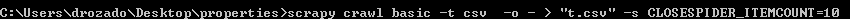 C:\Users\drozado\Desktop\properties>scrapy crawl basic -t csv  -o - > "t.csv" -s CLOSESPIDER_ITEMCOUNT=10